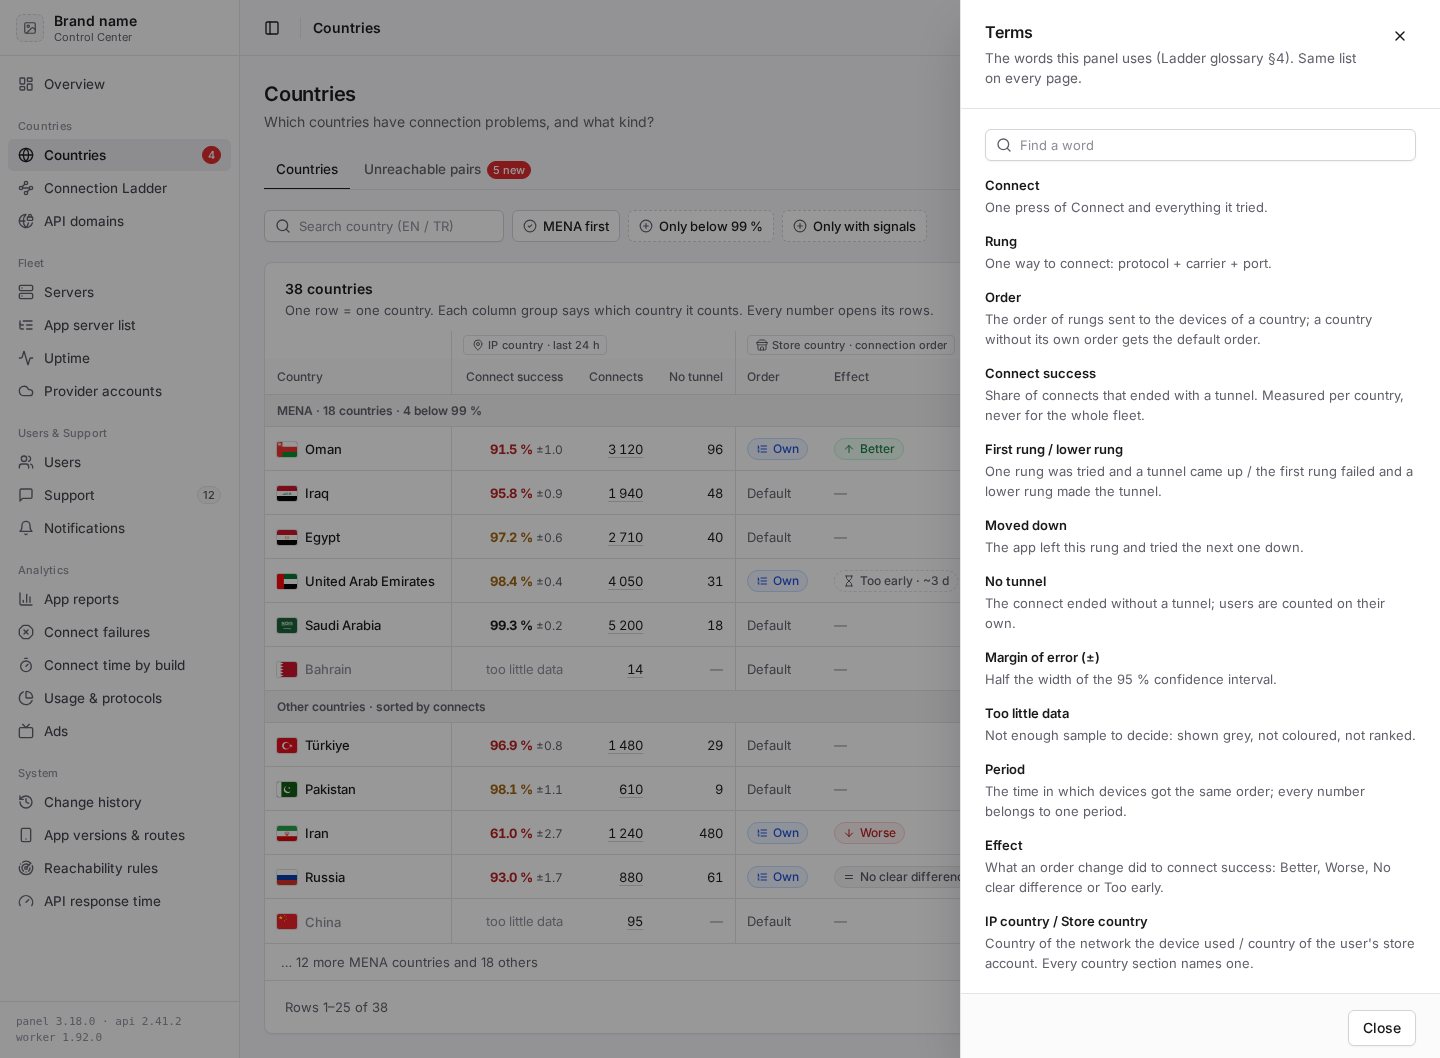 Brand name
Control Center
Overview
Countries
Countries 4
Connection Ladder
API domains
Fleet
Servers
App server list
Uptime
Provider accounts
Users & Support
Users
Support 12
Notifications
Analytics
App reports
Connect failures
Connect time by build
Usage & protocols
Ads
System
Change history
App versions & routes
Reachability rules
API response time
panel 3.18.0 · api 2.41.2
worker 1.92.0
Countries
Countries
Which countries have connection problems, and what kind?
Countries Unreachable pairs 5 new
Search country (EN / TR) MENA first Only below 99 % Only with signals
38 countries
One row = one country. Each column group says which country it counts. Every number opens its rows.
IP country · last 24 h Store country · connection order
Country Connect success Connects No tunnel Order Effect
MENA · 18 countries · 4 below 99 %
Oman 91.5 % ±1.0 3 120 96 Own Better
Iraq 95.8 % ±0.9 1 940 48 Default —
Egypt 97.2 % ±0.6 2 710 40 Default —
United Arab Emirates 98.4 % ±0.4 4 050 31 Own Too early · ~3 d
Saudi Arabia 99.3 % ±0.2 5 200 18 Default —
Bahrain too little data 14 — Default —
Other countries · sorted by connects
Türkiye 96.9 % ±0.8 1 480 29 Default —
Pakistan 98.1 % ±1.1 610 9 Default —
Iran 61.0 % ±2.7 1 240 480 Own Worse
Russia 93.0 % ±1.7 880 61 Own No clear differenc
China too little data 95 — Default —
... 12 more MENA countries and 18 others
Rows 1–25 of 38
Terms
The words this panel uses (Ladder glossary §4). Same list
on every page.
Find a word
Connect
One press of Connect and everything it tried.
Rung
One way to connect: protocol + carrier + port.
Order
The order of rungs sent to the devices of a country; a country
without its own order gets the default order.
Connect success
Share of connects that ended with a tunnel. Measured per country,
never for the whole fleet.
First rung / lower rung
One rung was tried and a tunnel came up / the first rung failed and a
lower rung made the tunnel.
Moved down
The app left this rung and tried the next one down.
No tunnel
The connect ended without a tunnel; users are counted on their
own.
Margin of error (±)
Half the width of the 95 % confidence interval.
Too little data
Not enough sample to decide: shown grey, not coloured, not ranked.
Period
The time in which devices got the same order; every number
belongs to one period.
Effect
What an order change did to connect success: Better, Worse, No
clear difference or Too early.
IP country / Store country
Country of the network the device used / country of the user's store
account. Every country section names one.
Close